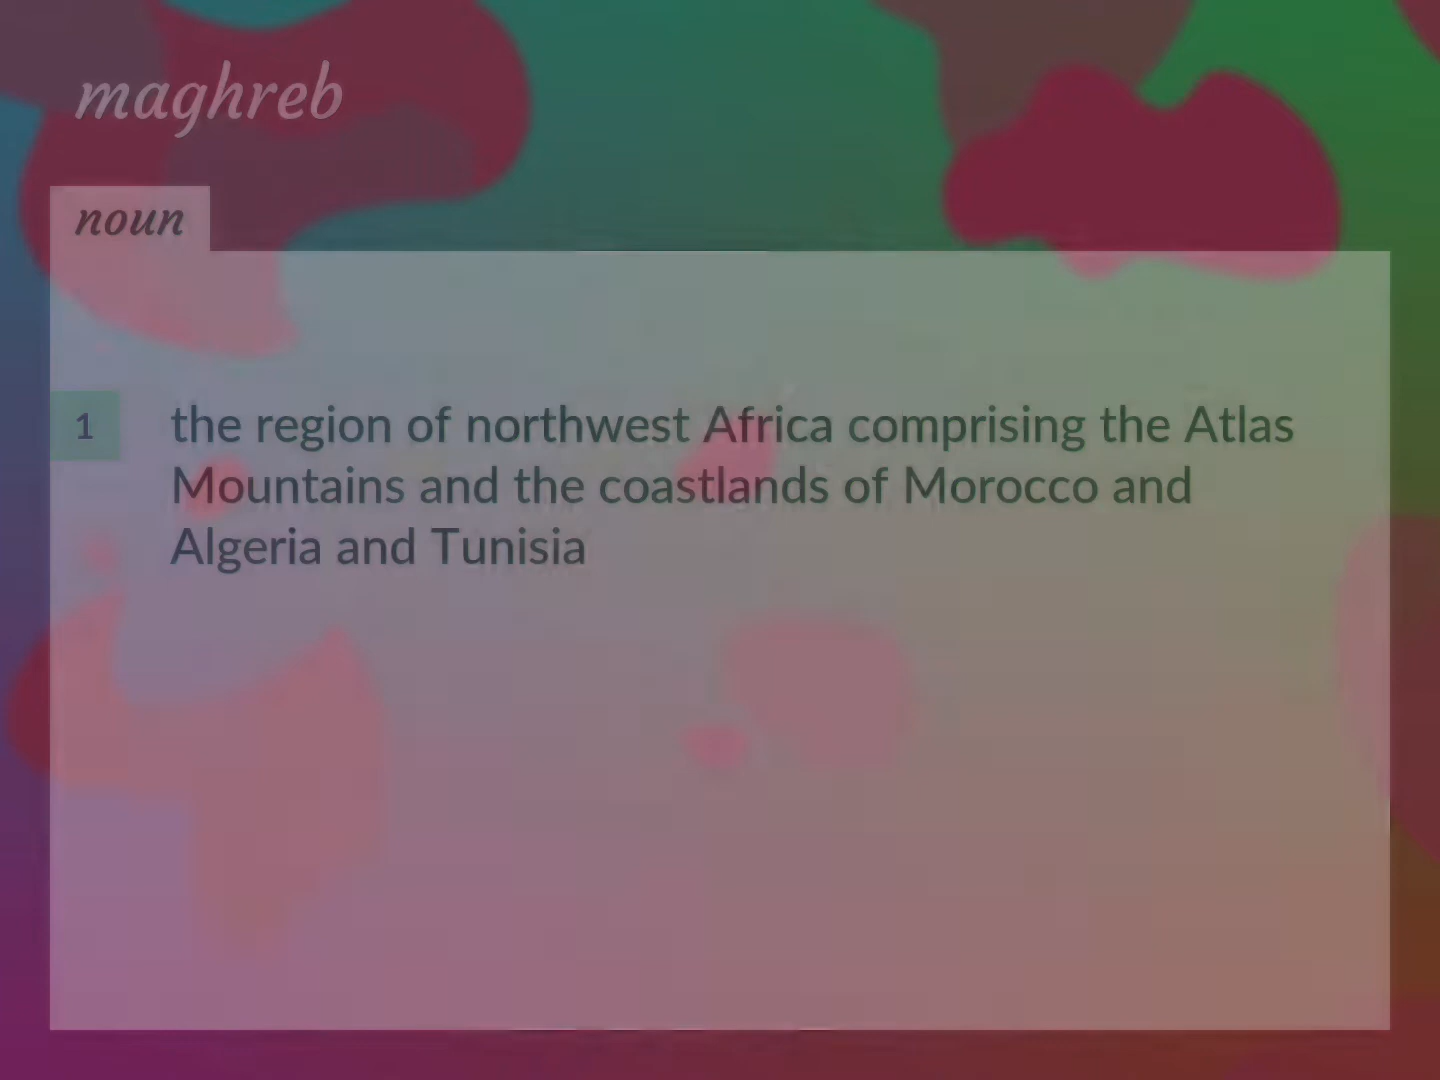 maghreb
noun
1 the region of northwest Africa comprising the Atlas
Mountains and the coastlands of Morocco and
Algeria and Tunisia